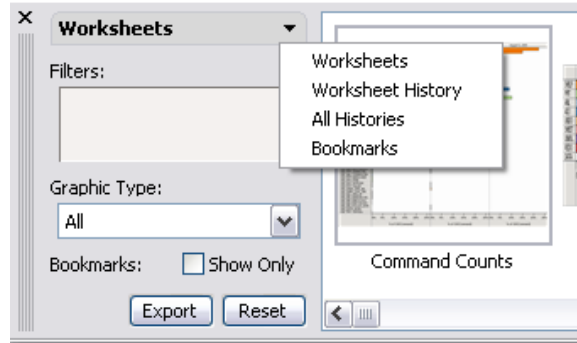 Worksheets
Worksheets
Worksheet History
All Histories
Bookmarks
Filters:
Graphic Type:
All
Bookmarks:
Show Only
Export
Reset
Command Counts